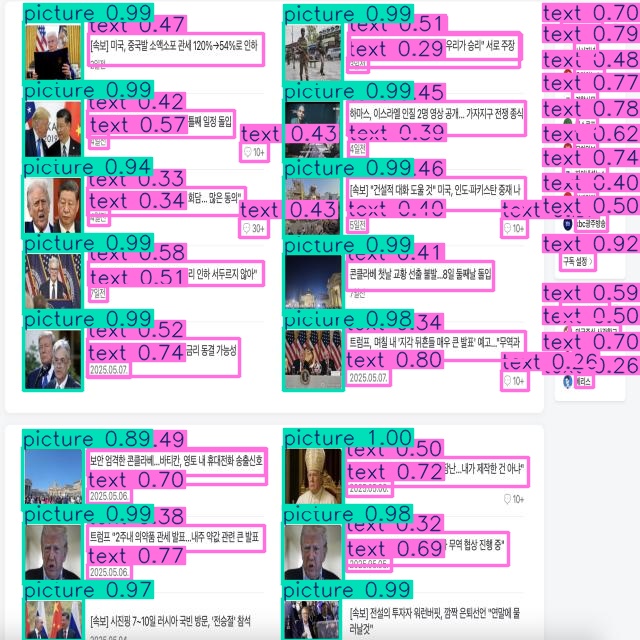 picture 0.99
text 0.47
[속보] 미국, 중국발 소액소포 관세 120%→54%로 인하
picture 0.99
text 0.42
text 0.57
틀째 일정 돌입
text 0.43
10+
picture 0.94
text 0.33
text 0.34
회담... 많은 동의"
text 0.43
30+
picture 0.99
text 0.58
text 0.51
리 인하 서두르지 않아"
7일전
picture 0.99
text 0.52
text 0.74
금리 동결 가능성
2025.05.07.
picture 0.99
.51
text 0.29
우리가 승리" 서로 주장
picture 0.99
.45
하마스, 이스라엘 인질 2명 영상 공개... 가자지구 전쟁 종식
text 0.39
4일전
picture 0.99
.46
[속보] "건설적 대화 도울 것" 미국, 인도-파키스탄 중재 나
text 0.40
5일전
10+
picture 0.99
.41
콘클라베 첫날 교황 선출 불발...8일 둘째날 돌입
7일전
picture 0.98
.34
트럼프, 며칠 내 '지각 뒤흔들 매우 큰 발표' 예고..."무역과
text 0.80
2025.05.07.
10+
text 0.70
text 0.79
text 0.48
text 0.77
text 0.78
text 0.62
text 0.74
text 0.40
text 0.50
kbc광주방송
text 0.92
구독 설정
text 0.59
text 0.50
text 0.70
text 0.26
0.26
picture 0.89
.49
보안 엄격한 콘클라베...바티칸, 영토 내 휴대전화 송출신호
text 0.70
2025.05.06.
picture 0.99
.38
트럼프 "2주내 의약품 관세 발표...내주 약값 관련 큰 발표
text 0.77
2025.05.06.
picture 0.97
[속보] 시진핑 7~10일 러시아 국빈 방문, '전승절' 참석
picture 1.00
text 0.50
text 0.72
남난...내가 제작한 건 아냐"
10+
picture 0.98
text 0.32
text 0.69
무역 협상 진행 중"
picture 0.99
[속보] 전설의 투자자 워런버핏, 깜짝 은퇴선언 "연말에 물
러날것"